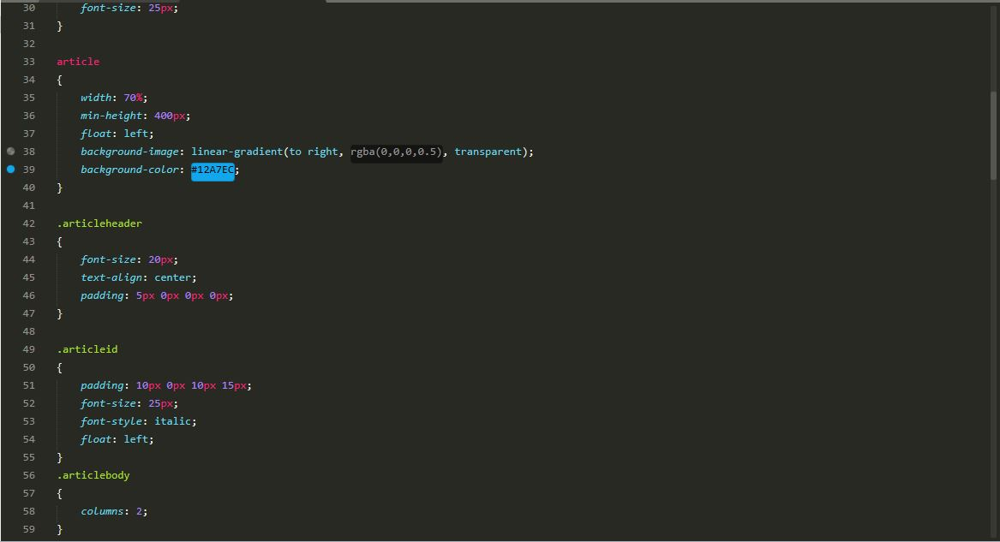 30 font-size: 25px;
31 }
32
33 article
34 {
35 width: 70%;
36 min-height: 400px;
37 float: left;
38 background-image: linear-gradient(to right, rgba(0,0,0,0.5), transparent);
39 background-color: #12A7EC;
40 }
41
42 .articleheader
43 {
44 font-size: 20px;
45 text-align: center;
46 padding: 5px 0px 0px 0px;
47 }
48
49 .articleid
50 {
51 padding: 10px 0px 10px 15px;
52 font-size: 25px;
53 font-style: italic;
54 float: left;
55 }
56 .articlebody
57 {
58 columns: 2;
59 }